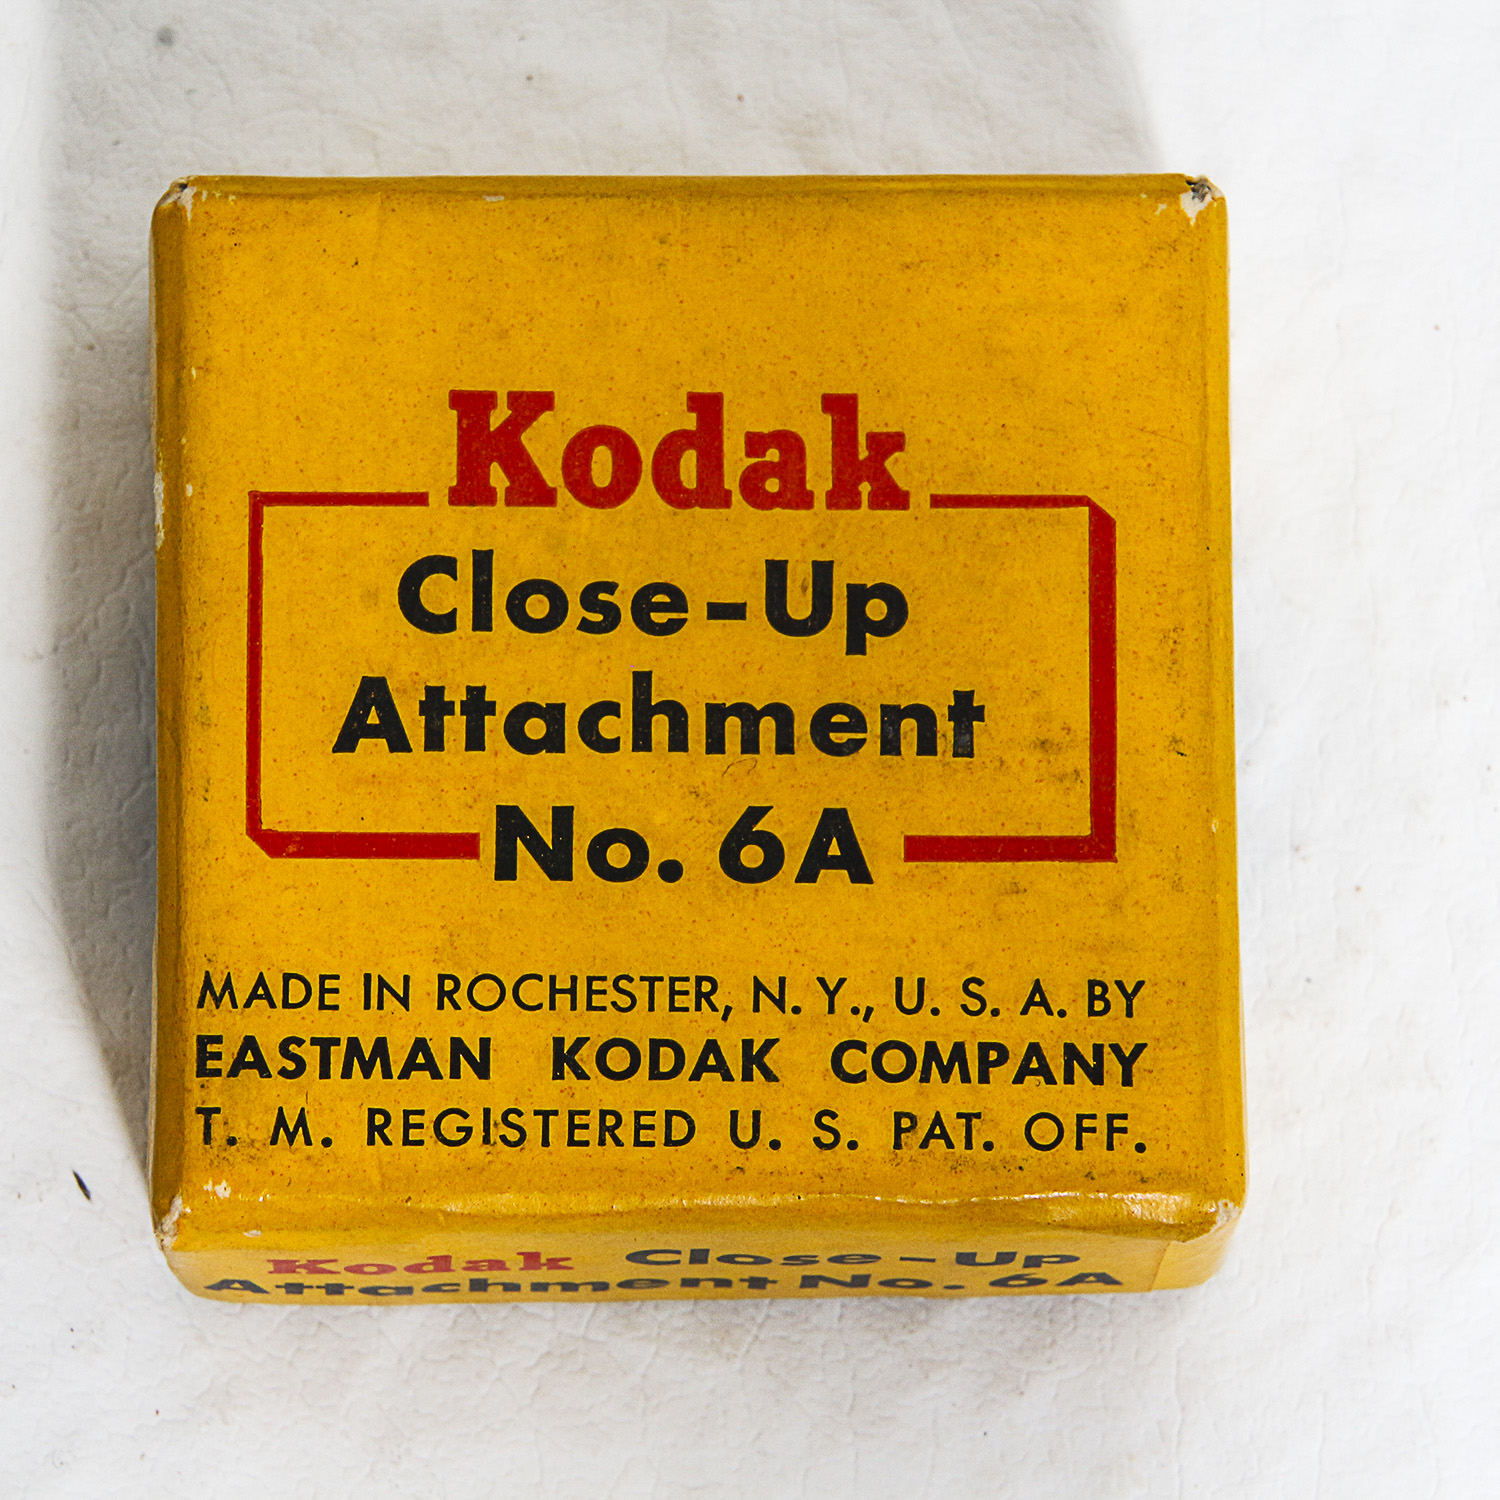 Kodak
Close-Up
Attachment
No. 6A
MADE IN ROCHESTER, N. Y., U. S. A. BY
EASTMAN KODAK COMPANY
T. M. REGISTERED U. S. PAT. OFF.
Kodak Close-Up
Attachment No. 6A